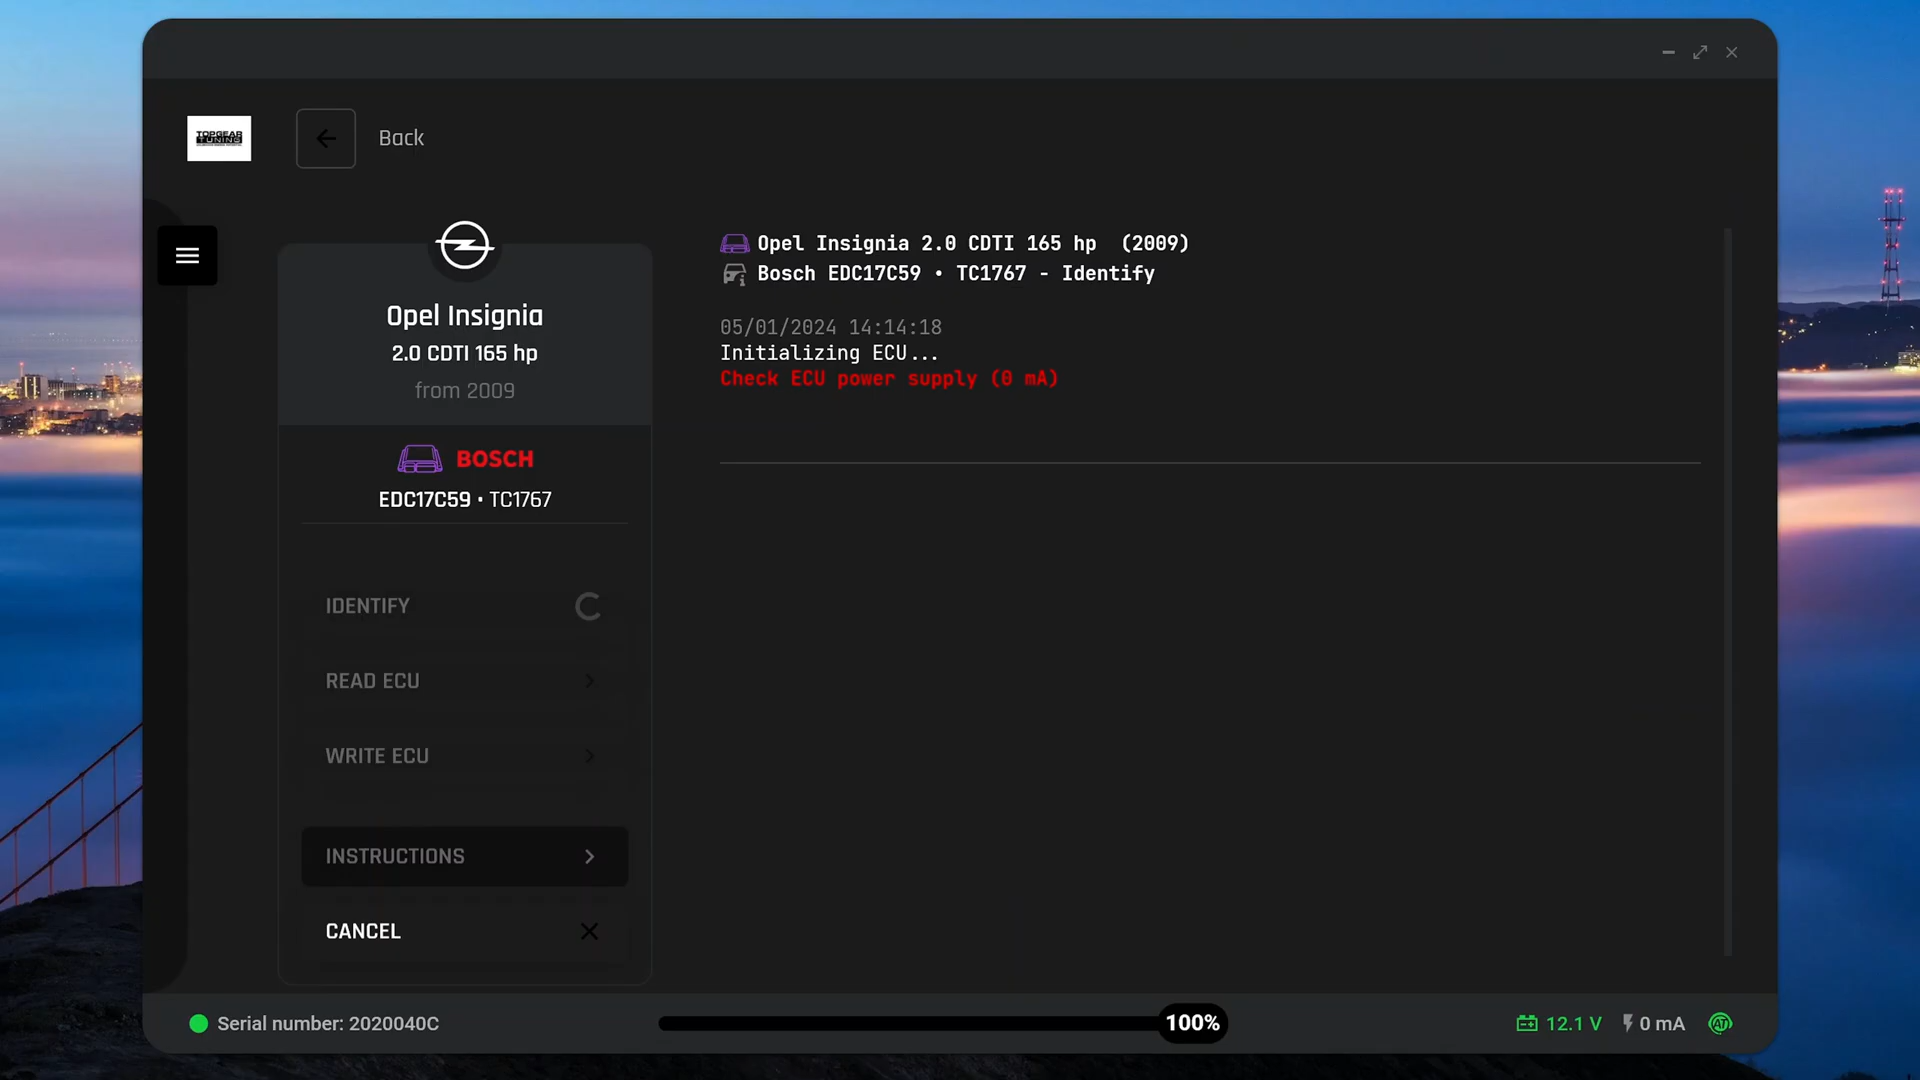 TOPGEAR
TUNING
Back
Opel Insignia
2.0 CDTI 165 hp
from 2009
BOSCH
EDC17C59 • TC1767
IDENTIFY
READ ECU
WRITE ECU
INSTRUCTIONS
CANCEL
Opel Insignia 2.0 CDTI 165 hp (2009)
Bosch EDC17C59 • TC1767 - Identify
05/01/2024 14:14:18
Initializing ECU...
Check ECU power supply (0 mA)
Serial number: 2020040C
100%
12.1 V
0 mA